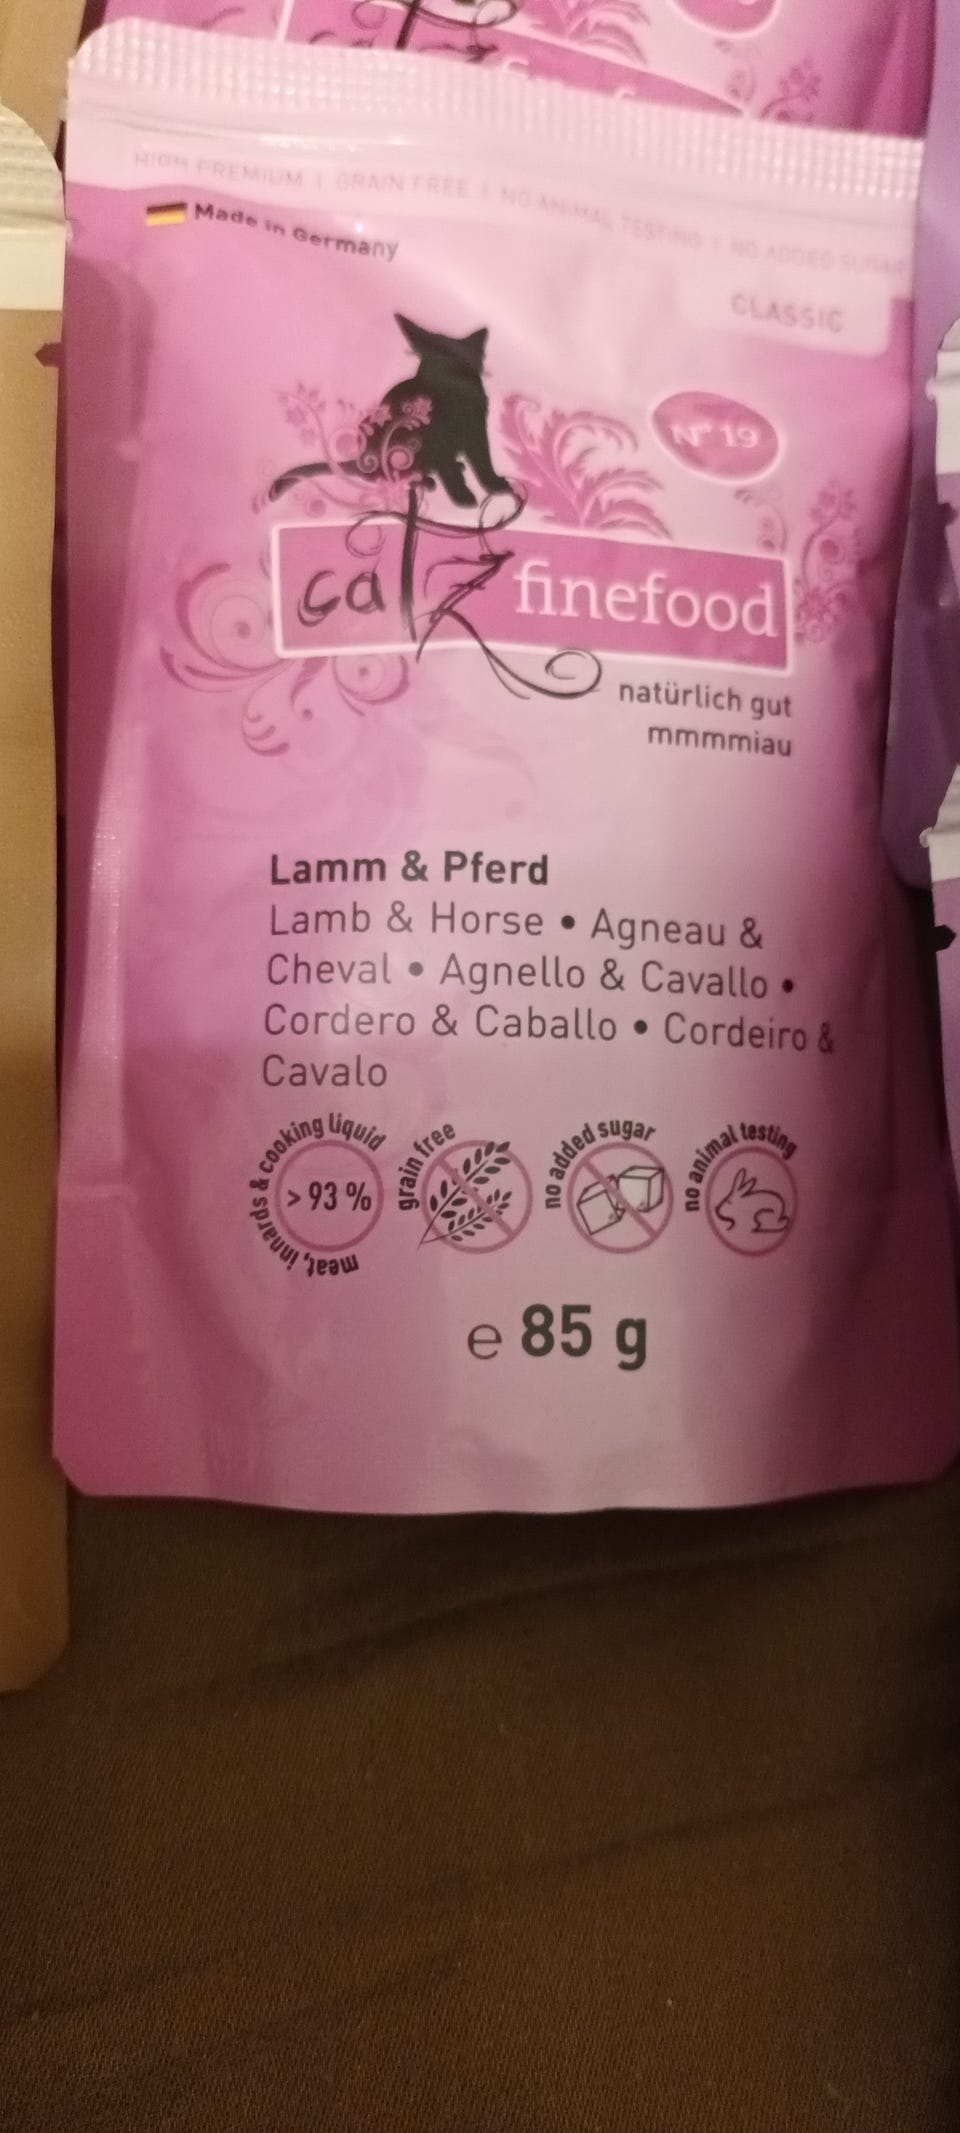 HIGH PREMIUM | GRAIN FREE | NO ANIMAL TESTING | NO ADDED SUGAR
Made in Germany
CLASSIC
N° 19
catz finefood
natürlich gut
mmmmiau
Lamm & Pferd
Lamb & Horse • Agneau &
Cheval • Agnello & Cavallo •
Cordero & Caballo • Cordeiro &
Cavalo
meat, innards & cooking liquid
> 93 %
grain free
no added sugar
no animal testing
e 85 g